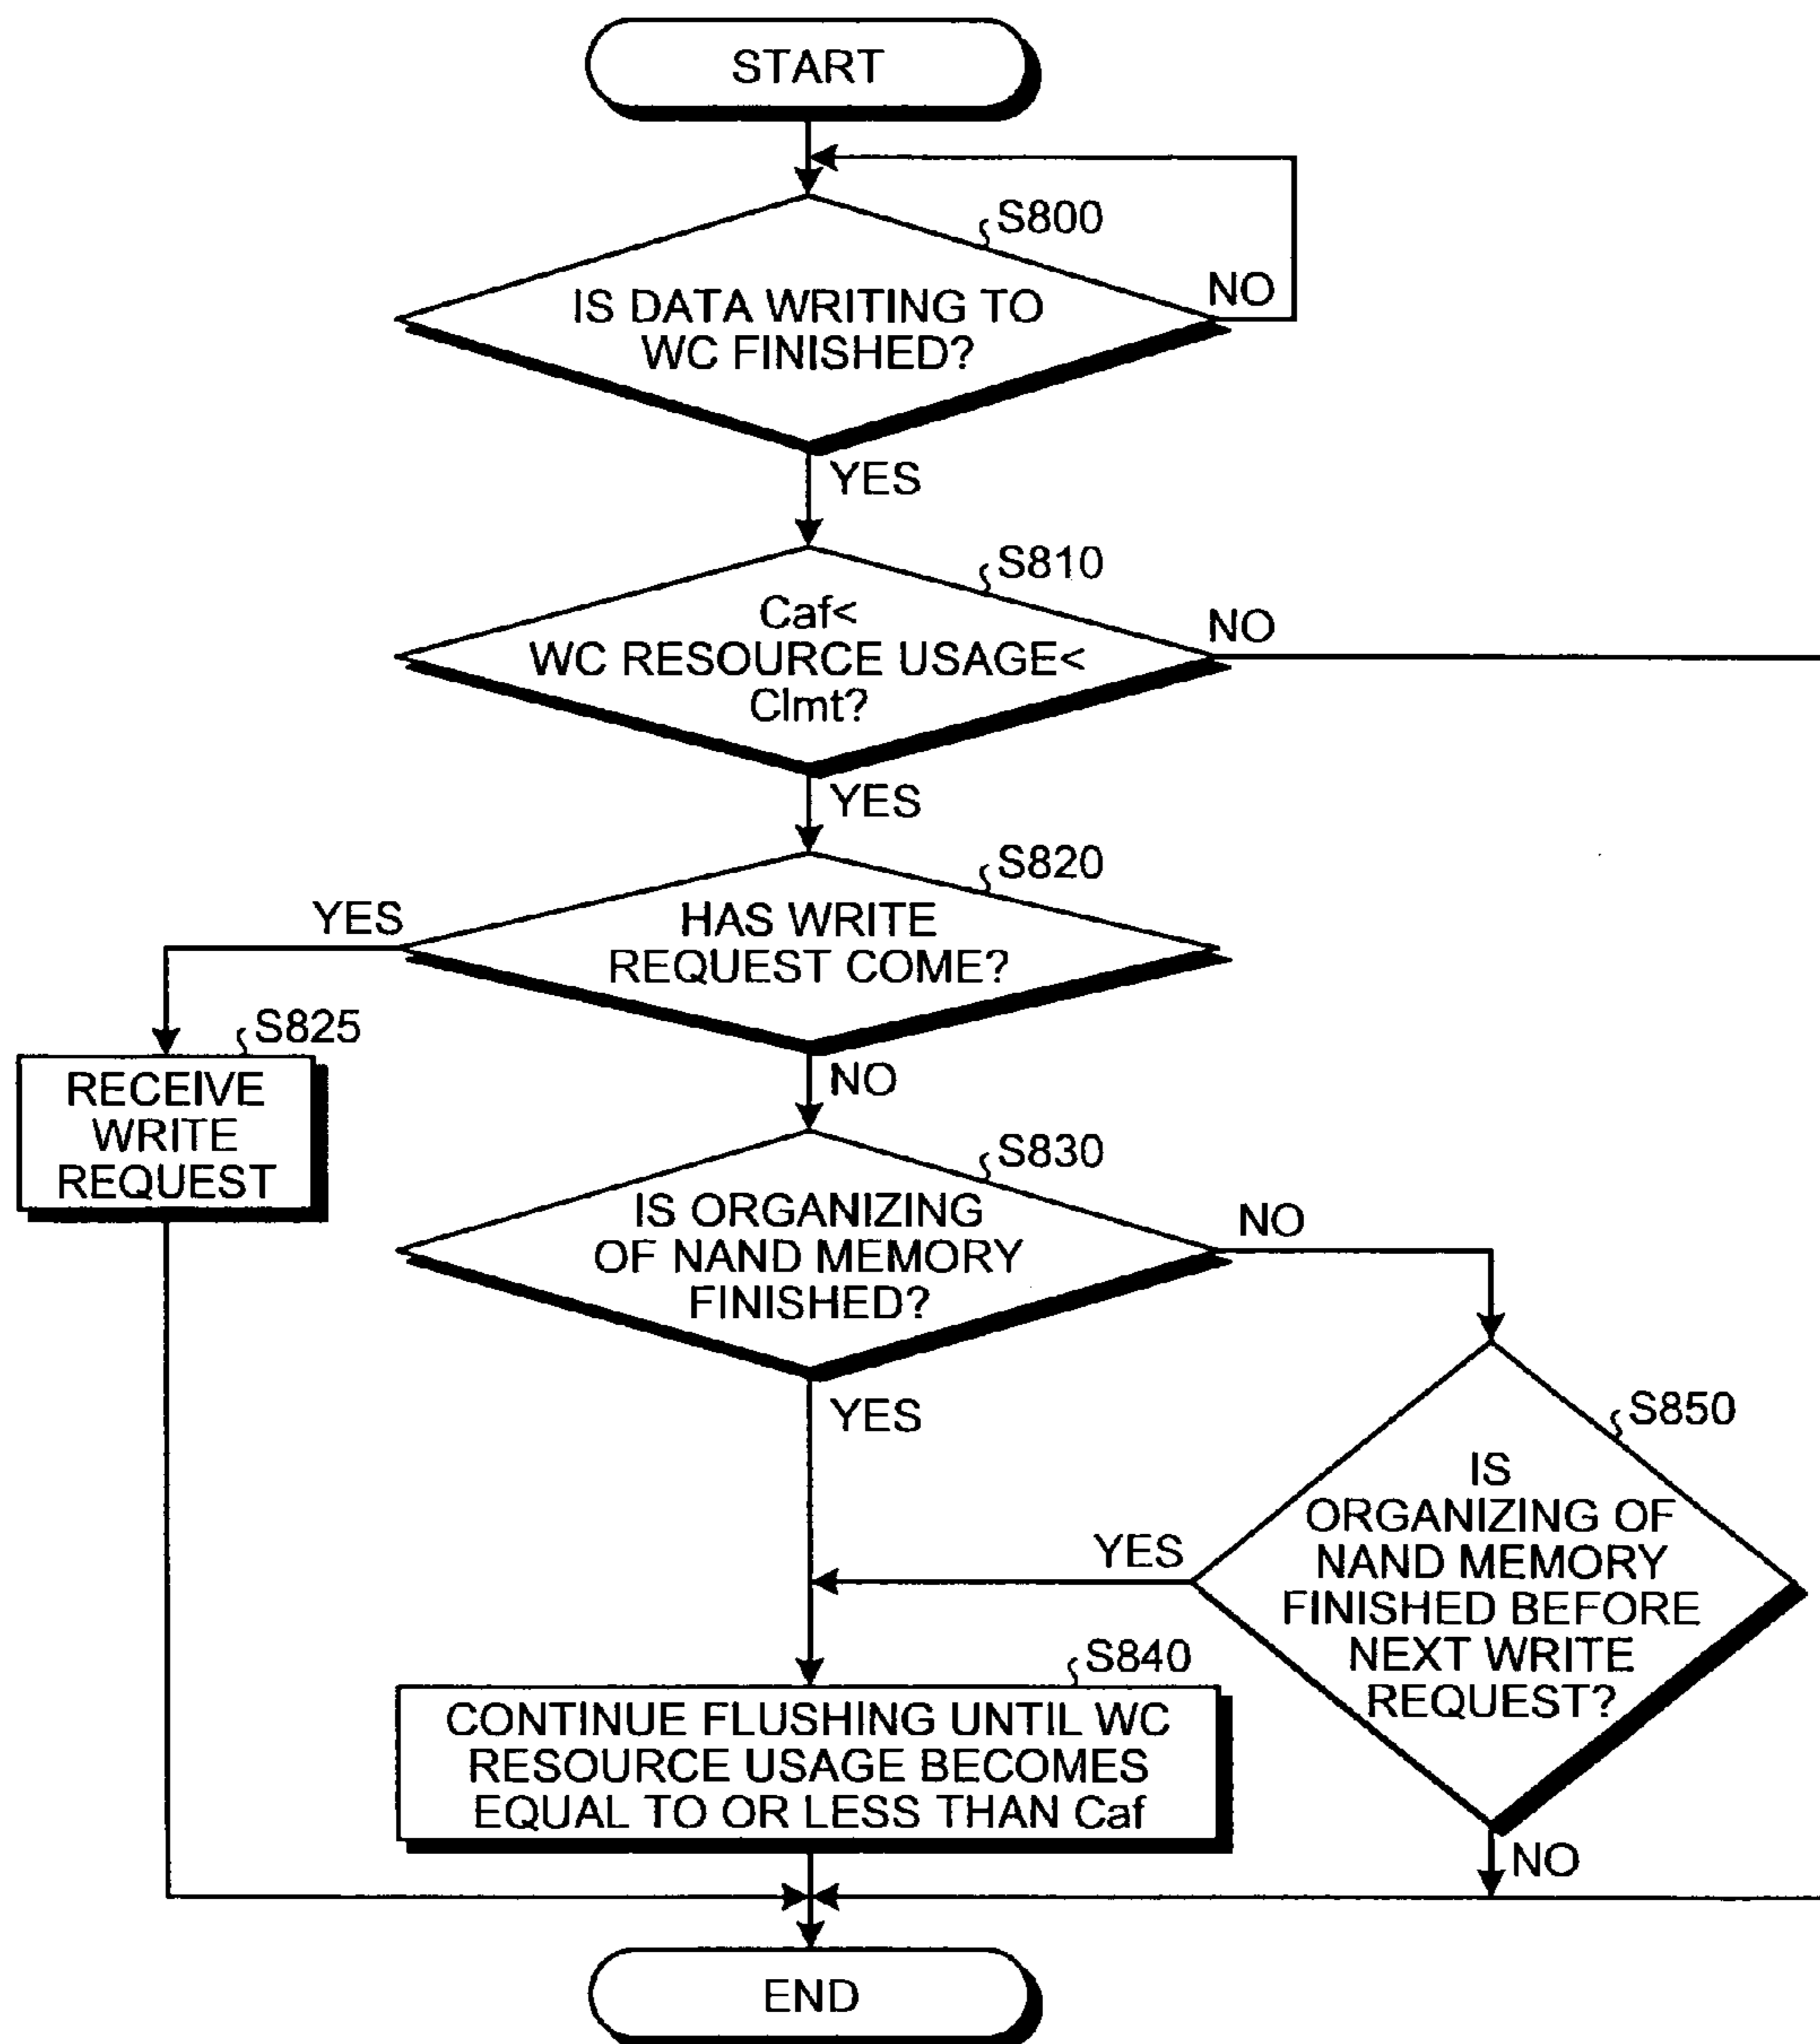 START
S800
IS DATA WRITING TO
WC FINISHED?
NO
YES
S810
Caf<
WC RESOURCE USAGE<
Clmt?
NO
YES
S820
HAS WRITE
REQUEST COME?
YES
S825
RECEIVE
WRITE
REQUEST
NO
S830
IS ORGANIZING
OF NAND MEMORY
FINISHED?
NO
YES
S850
IS
ORGANIZING OF
NAND MEMORY
FINISHED BEFORE
NEXT WRITE
REQUEST?
YES
S840
CONTINUE FLUSHING UNTIL WC
RESOURCE USAGE BECOMES
EQUAL TO OR LESS THAN Caf
NO
END